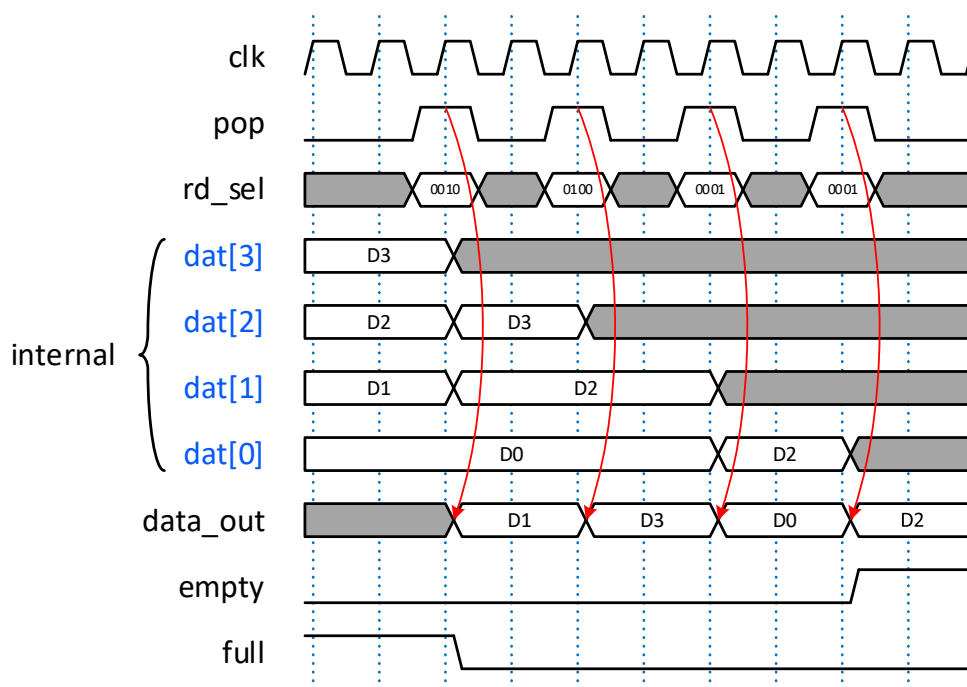 clk
pop
rd_sel 0010 0100 0001 0001
dat[3] D3
dat[2] D2 D3
internal
dat[1] D1 D2
dat[0] D0 D2
data_out D1 D3 D0 D2
empty
full